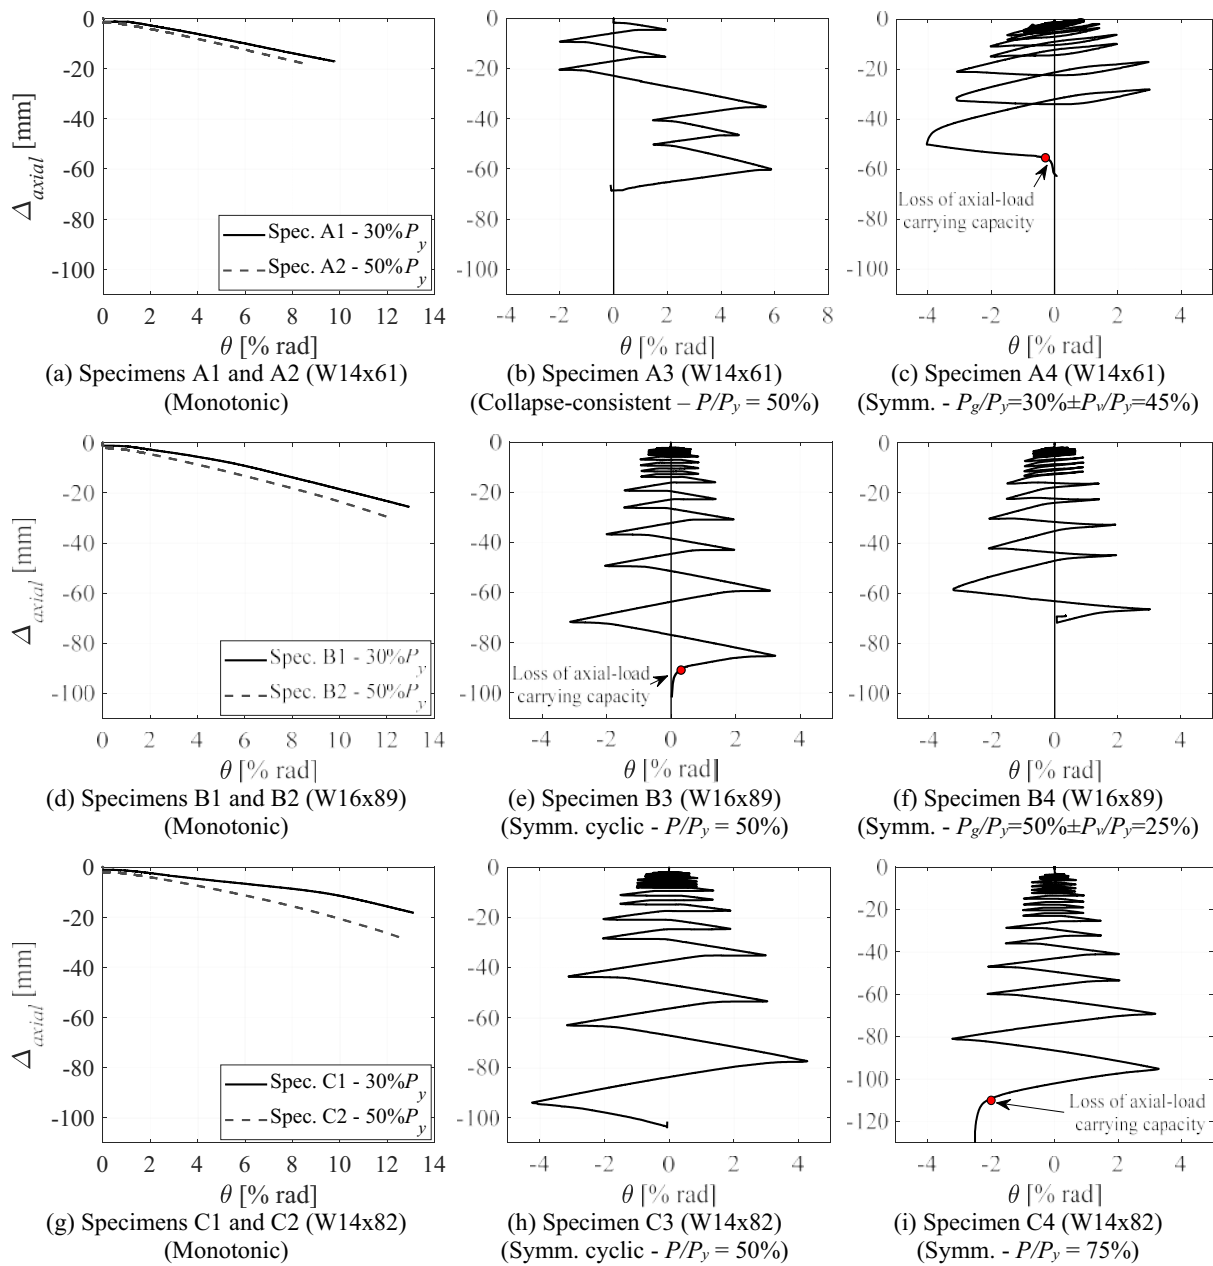 0
-20
-40
-60
-80
-100
Δaxial [mm]
Spec. A1 - 30%Py
Spec. A2 - 50%Py
0 2 4 6 8 10 12 14
θ [% rad]
(a) Specimens A1 and A2 (W14x61)
(Monotonic)
0
-20
-40
-60
-80
-100
-4 -2 0 2 4 6 8
θ [% rad]
(b) Specimen A3 (W14x61)
(Collapse-consistent – P/Py = 50%)
0
-20
-40
-60
-80
-100
Loss of axial-load
carrying capacity
-4 -2 0 2 4
θ [% rad]
(c) Specimen A4 (W14x61)
(Symm. - Pg/Py=30%±Pv/Py=45%)
0
-20
-40
-60
-80
-100
Δaxial [mm]
Spec. B1 - 30%Py
Spec. B2 - 50%Py
0 2 4 6 8 10 12 14
θ [% rad]
(d) Specimens B1 and B2 (W16x89)
(Monotonic)
0
-20
-40
-60
-80
-100
Loss of axial-load
carrying capacity
-4 -2 0 2 4
θ [% rad]
(e) Specimen B3 (W16x89)
(Symm. cyclic - P/Py = 50%)
0
-20
-40
-60
-80
-100
-4 -2 0 2 4
θ [% rad]
(f) Specimen B4 (W16x89)
(Symm. - Pg/Py=50%±Pv/Py=25%)
0
-20
-40
-60
-80
-100
Δaxial [mm]
Spec. C1 - 30%Py
Spec. C2 - 50%Py
0 2 4 6 8 10 12 14
θ [% rad]
(g) Specimens C1 and C2 (W14x82)
(Monotonic)
0
-20
-40
-60
-80
-100
-4 -2 0 2 4
θ [% rad]
(h) Specimen C3 (W14x82)
(Symm. cyclic - P/Py = 50%)
0
-20
-40
-60
-80
-100
-120
Loss of axial-load
carrying capacity
-4 -2 0 2 4
θ [% rad]
(i) Specimen C4 (W14x82)
(Symm. - P/Py = 75%)